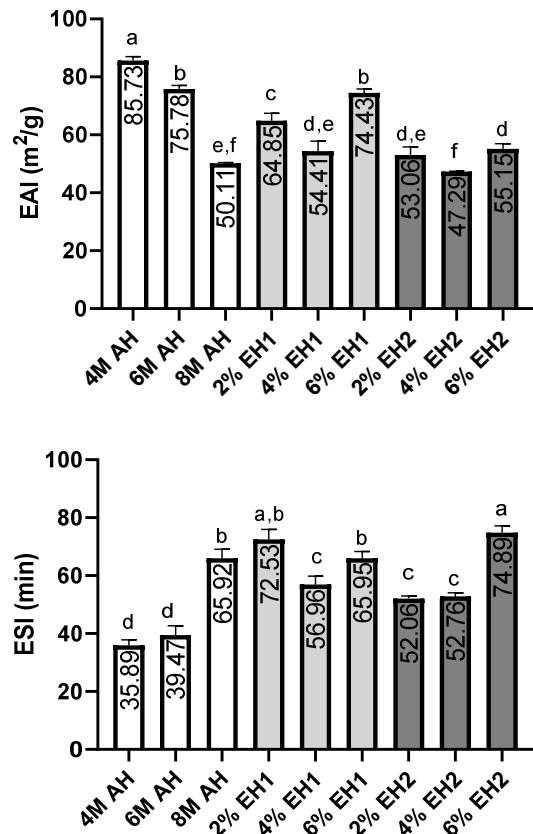 EAI (m²/g)
100
80
60
40
20
0
a
b
e,f
c
d,e
b
d,e
f
d
85.73
75.78
50.11
64.85
54.41
74.43
53.06
47.29
55.15
4M AH
6M AH
8M AH
2% EH1
4% EH1
6% EH1
2% EH2
4% EH2
6% EH2
ESI (min)
100
80
60
40
20
0
d
d
b
a,b
c
b
c
c
a
35.89
39.47
65.92
72.53
56.96
65.95
52.06
52.76
74.89
4M AH
6M AH
8M AH
2% EH1
4% EH1
6% EH1
2% EH2
4% EH2
6% EH2